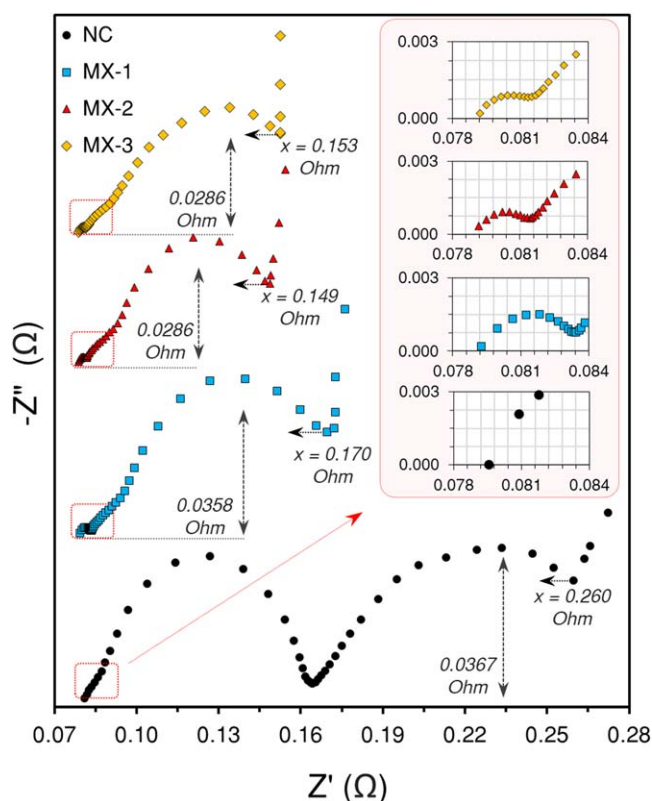 NC
MX-1
MX-2
MX-3
0.003
0.000
0.078 0.081 0.084
0.003
0.000
0.078 0.081 0.084
0.003
0.000
0.078 0.081 0.084
0.003
0.000
0.078 0.081 0.084
x = 0.153
Ohm
0.0286
Ohm
x = 0.149
Ohm
0.0286
Ohm
x = 0.170
Ohm
0.0358
Ohm
x = 0.260
Ohm
0.0367
Ohm
-Z" (Ω)
0.07 0.10 0.13 0.16 0.19 0.22 0.25 0.28
Z' (Ω)